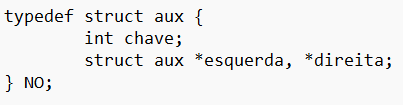 typedef struct aux {
        int chave;
        struct aux *esquerda, *direita;
} NO;